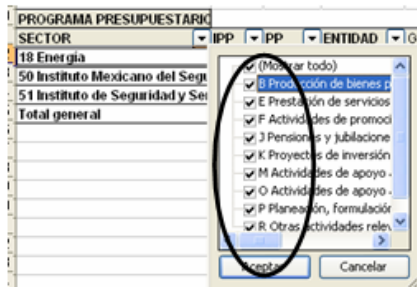 PROGRAMA PRESUPUESTARIO
SECTOR IPP PP ENTIDAD G
18 Energía
50 Instituto Mexicano del Segu
51 Instituto de Seguridad y Se
Total general
(Mostrar todo)
B Producción de bienes p
E Prestación de servicios
F Actividades de promoci
J Pensiones y jubilacione
K Proyectos de inversión
M Actividades de apoyo
O Actividades de apoyo
P Planeación, formulación
R Otras actividades relev
Aceptar Cancelar